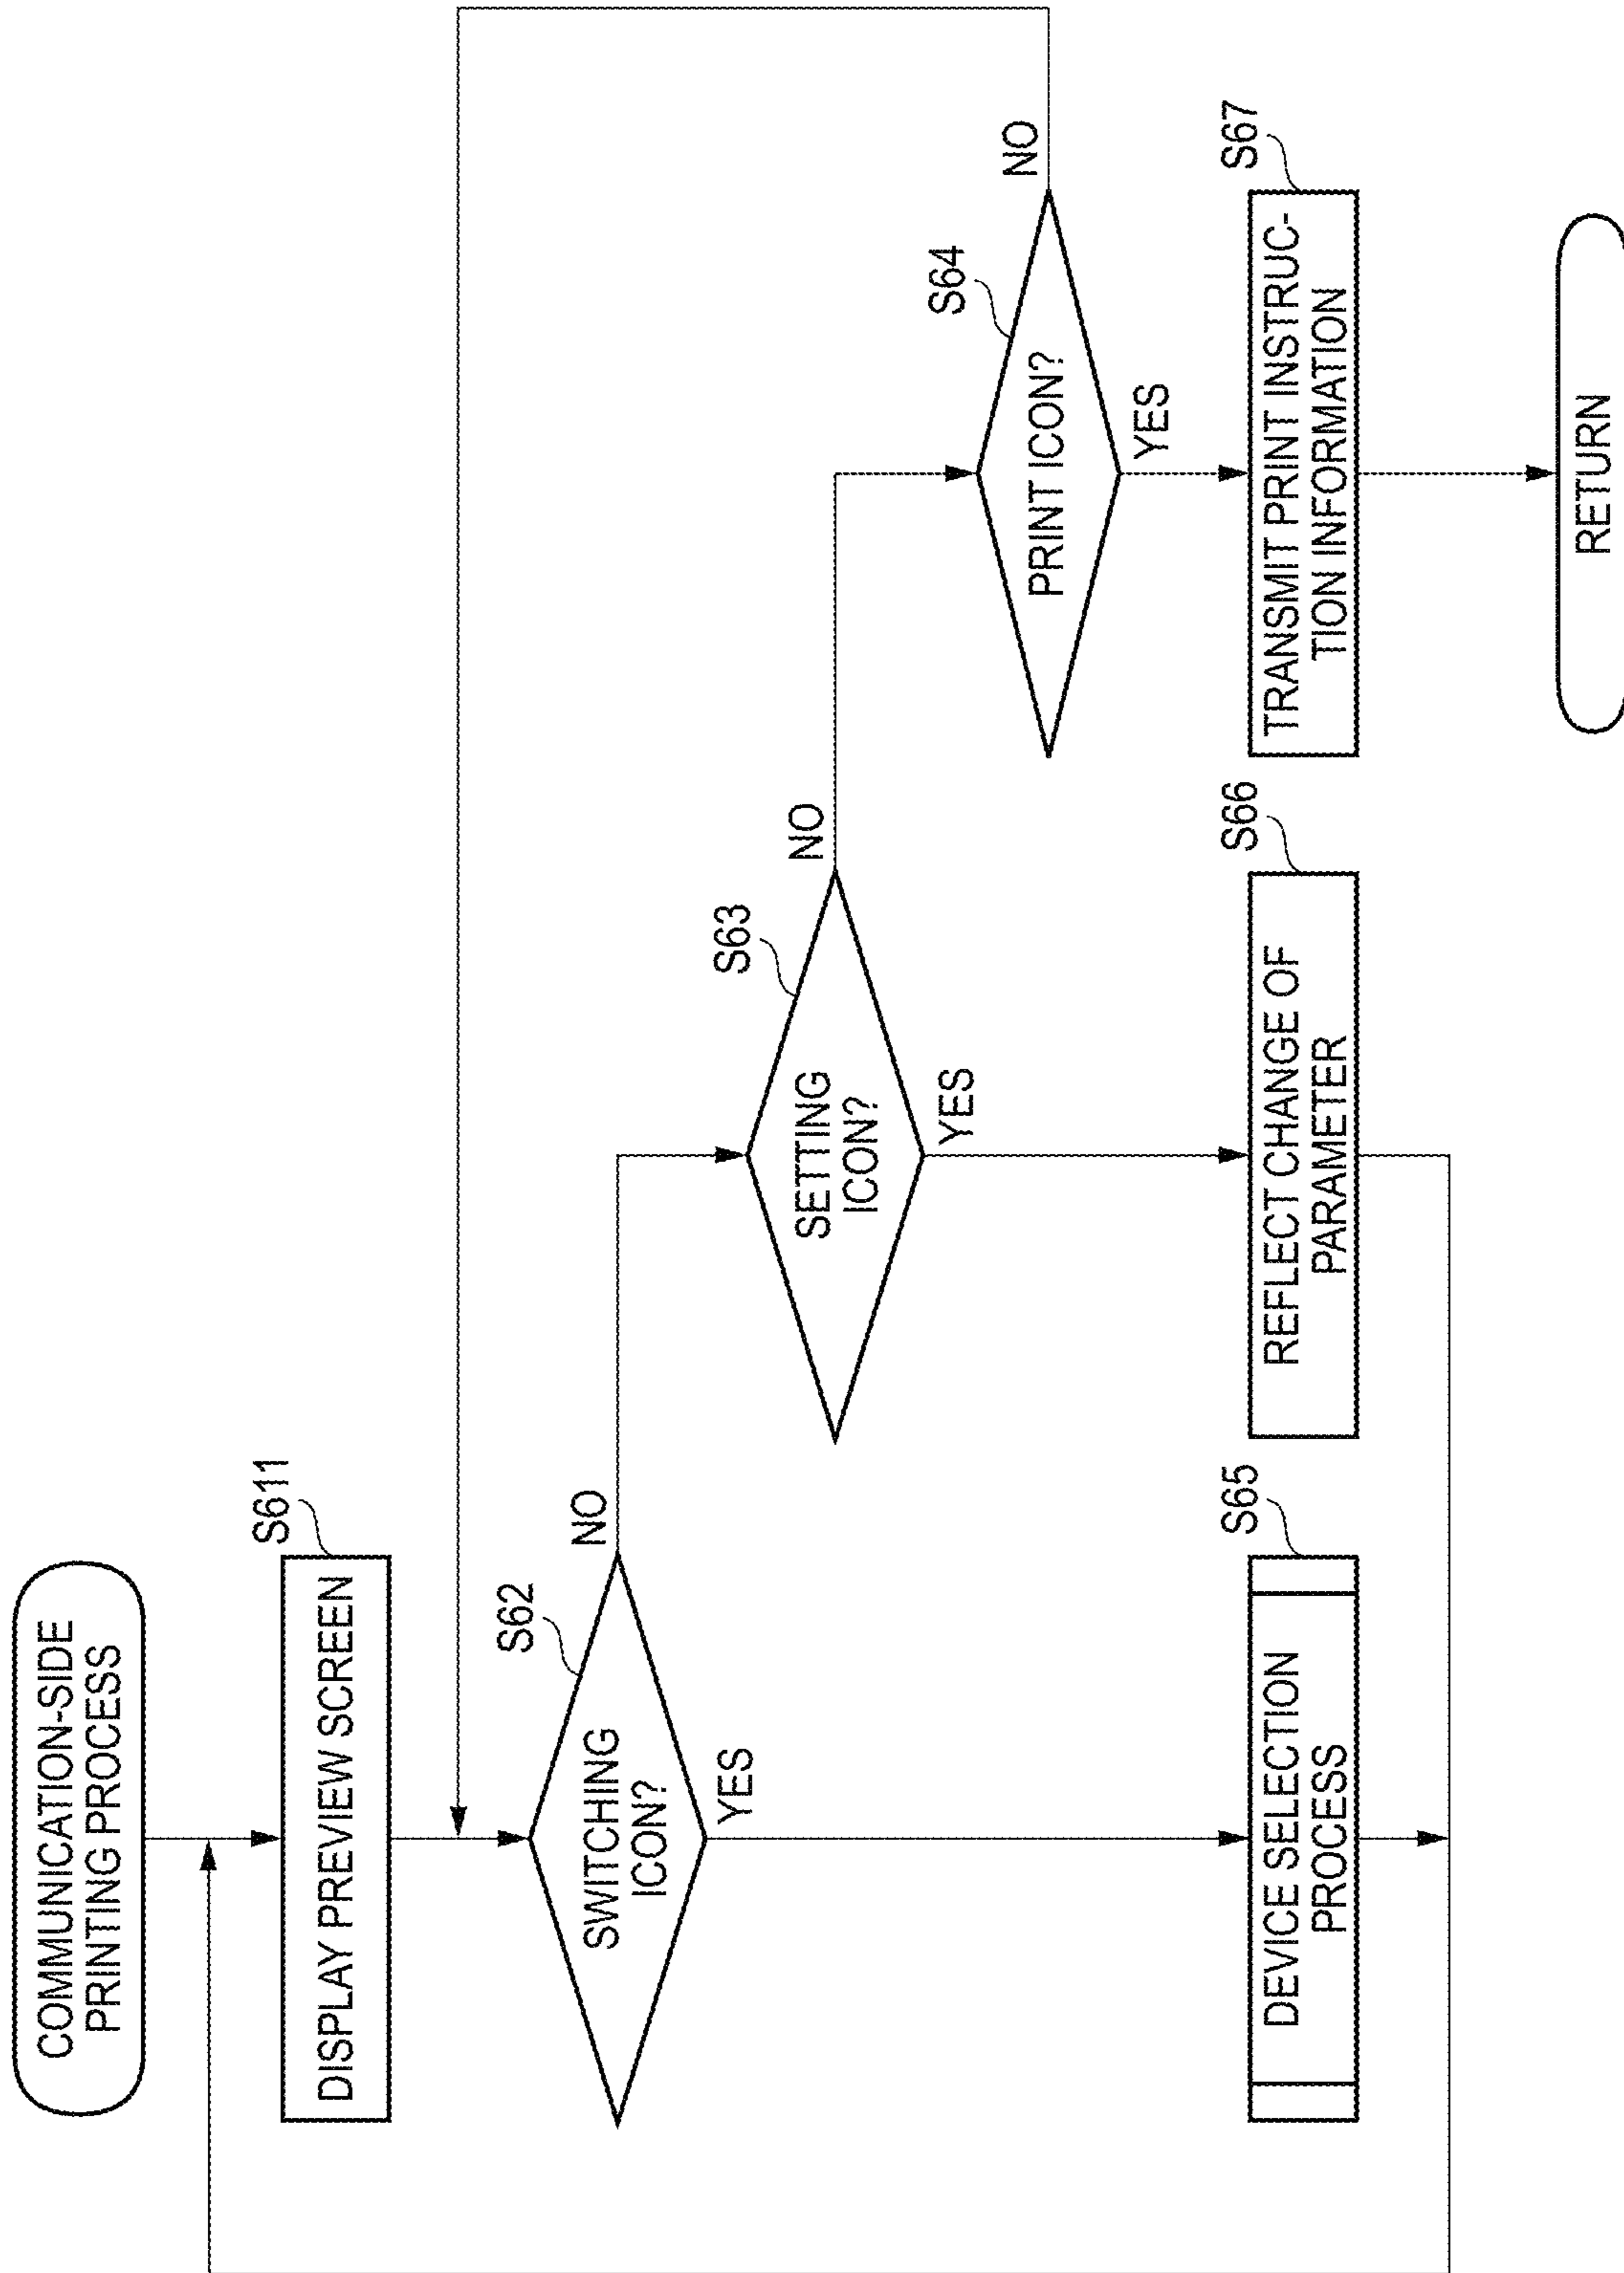 COMMUNICATION-SIDE
PRINTING PROCESS
S611
DISPLAY PREVIEW SCREEN
S62
SWITCHING
ICON?
NO
YES
S63
SETTING
ICON?
NO
YES
S64
PRINT ICON?
NO
YES
S65
DEVICE SELECTION
PROCESS
S66
REFLECT CHANGE OF
PARAMETER
S67
TRANSMIT PRINT INSTRUC-
TION INFORMATION
RETURN